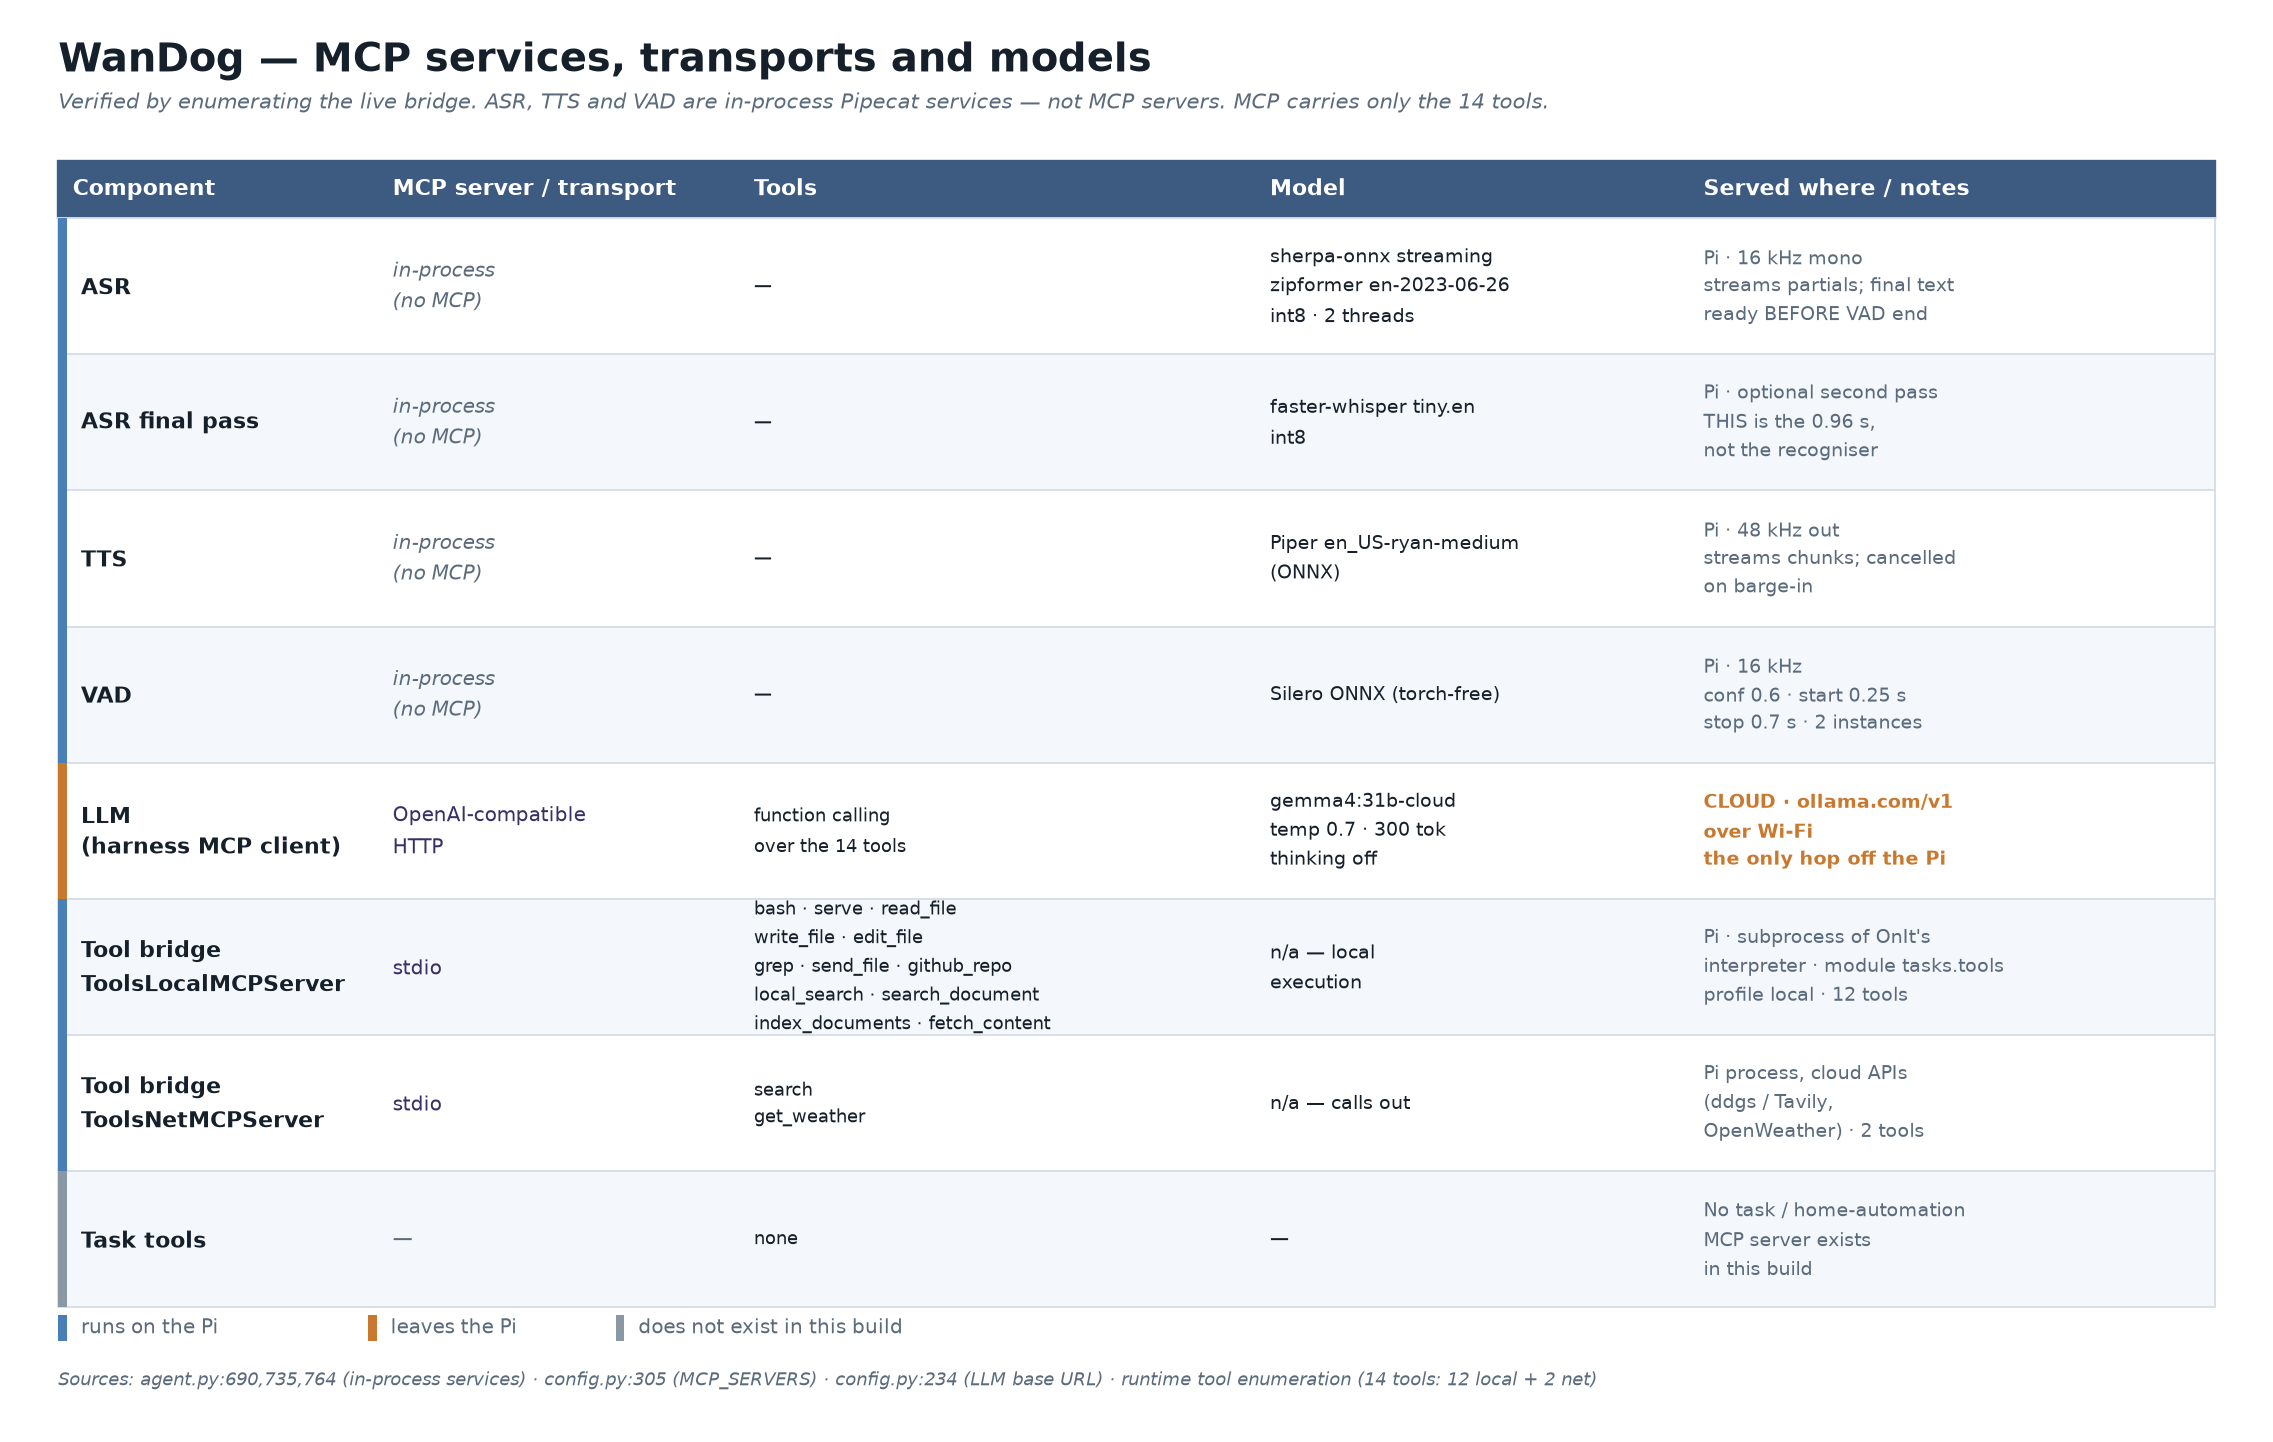 WanDog — MCP services, transports and models
Verified by enumerating the live bridge. ASR, TTS and VAD are in-process Pipecat services — not MCP servers. MCP carries only the 14 tools.
Component MCP server / transport Tools Model Served where / notes
ASR
in-process
(no MCP)
—
sherpa-onnx streaming
zipformer en-2023-06-26
int8 · 2 threads
Pi · 16 kHz mono
streams partials; final text
ready BEFORE VAD end
ASR final pass
in-process
(no MCP)
—
faster-whisper tiny.en
int8
Pi · optional second pass
THIS is the 0.96 s,
not the recogniser
TTS
in-process
(no MCP)
—
Piper en_US-ryan-medium
(ONNX)
Pi · 48 kHz out
streams chunks; cancelled
on barge-in
VAD
in-process
(no MCP)
—
Silero ONNX (torch-free)
Pi · 16 kHz
conf 0.6 · start 0.25 s
stop 0.7 s · 2 instances
LLM
(harness MCP client)
OpenAI-compatible
HTTP
function calling
over the 14 tools
gemma4:31b-cloud
temp 0.7 · 300 tok
thinking off
CLOUD · ollama.com/v1
over Wi-Fi
the only hop off the Pi
Tool bridge
ToolsLocalMCPServer
stdio
bash · serve · read_file
write_file · edit_file
grep · send_file · github_repo
local_search · search_document
index_documents · fetch_content
n/a — local
execution
Pi · subprocess of OnIt's
interpreter · module tasks.tools
profile local · 12 tools
Tool bridge
ToolsNetMCPServer
stdio
search
get_weather
n/a — calls out
Pi process, cloud APIs
(ddgs / Tavily,
OpenWeather) · 2 tools
Task tools
—
none
—
No task / home-automation
MCP server exists
in this build
runs on the Pi leaves the Pi does not exist in this build
Sources: agent.py:690,735,764 (in-process services) · config.py:305 (MCP_SERVERS) · config.py:234 (LLM base URL) · runtime tool enumeration (14 tools: 12 local + 2 net)